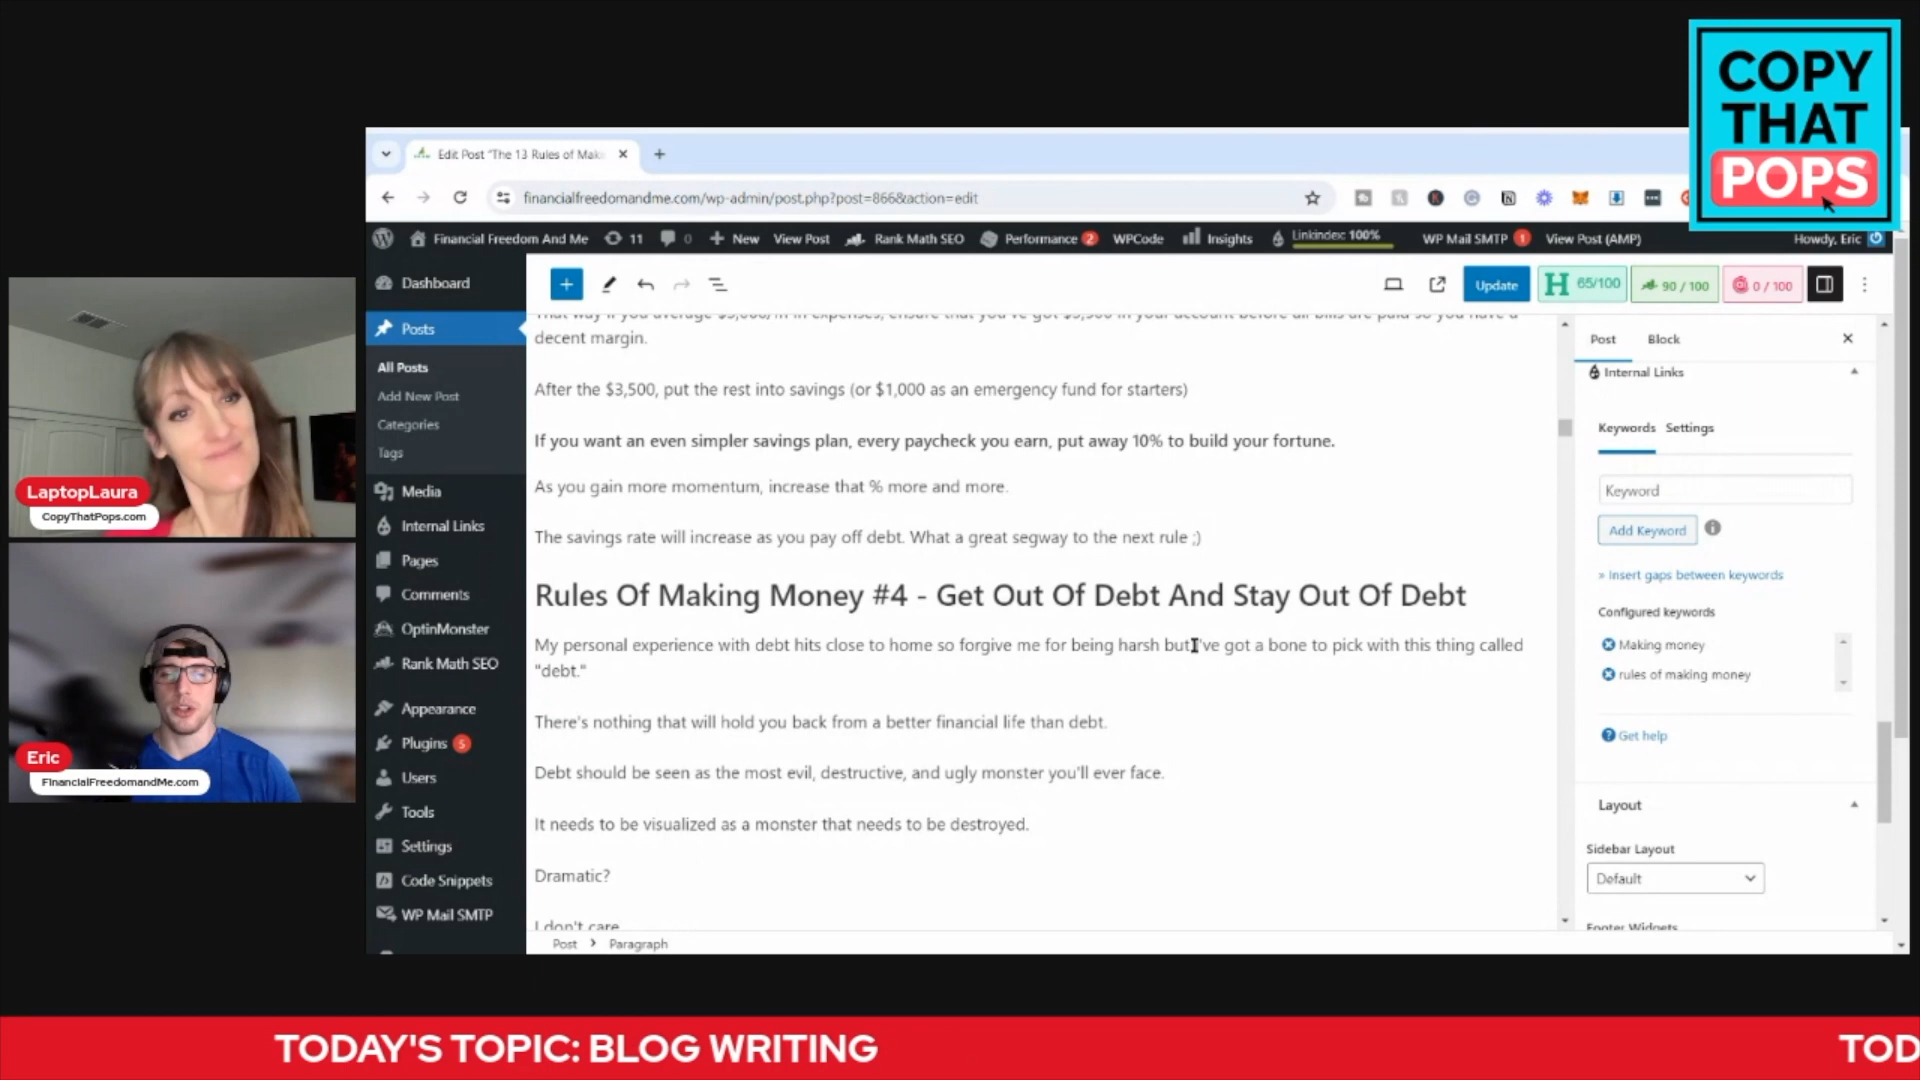 COPY
THAT
POPS
Edit Post "The 13 Rules of Mak
financialfreedomandme.com/wp-admin/post.php?post=866&action=edit
Financial Freedom And Me 11 0 New View Post Rank Math SEO Performance 2 WPCode Insights Linkindex: 100% WP Mail SMTP 1 View Post (AMP) Howdy, Eric
Dashboard
Posts
All Posts
Add New Post
Categories
Tags
Media
Internal Links
Pages
Comments
OptinMonster
Rank Math SEO
Appearance
Plugins 5
Users
Tools
Settings
Code Snippets
WP Mail SMTP
Update
65/100
90 / 100
0 / 100
decent margin.
After the $3,500, put the rest into savings (or $1,000 as an emergency fund for starters)
If you want an even simpler savings plan, every paycheck you earn, put away 10% to build your fortune.
As you gain more momentum, increase that % more and more.
The savings rate will increase as you pay off debt. What a great segway to the next rule ;)
Rules Of Making Money #4 - Get Out Of Debt And Stay Out Of Debt
My personal experience with debt hits close to home so forgive me for being harsh but I've got a bone to pick with this thing called
"debt."
There's nothing that will hold you back from a better financial life than debt.
Debt should be seen as the most evil, destructive, and ugly monster you'll ever face.
It needs to be visualized as a monster that needs to be destroyed.
Dramatic?
I don't care
Post > Paragraph
Post Block
Internal Links
Keywords Settings
Keyword
Add Keyword
» Insert gaps between keywords
Configured keywords
Making money
rules of making money
Get help
Layout
Sidebar Layout
Default
Footer Widgets
LaptopLaura
CopyThatPops.com
Eric
FinancialFreedomandMe.com
TODAY'S TOPIC: BLOG WRITING
TOD